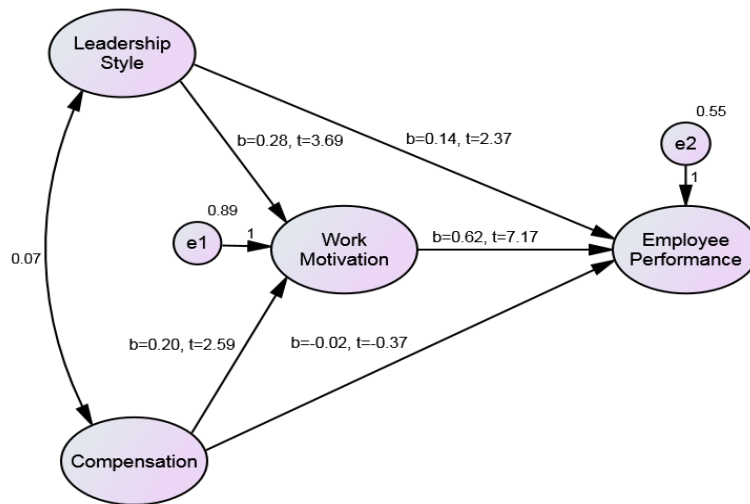 Leadership
Style
0.55
b=0.28, t=3.69
b=0.14, t=2.37
e2
1
0.89
e1
1
Work
Motivation
b=0.62, t=7.17
Employee
Performance
0.07
b=0.20, t=2.59
b=-0.02, t=-0.37
Compensation